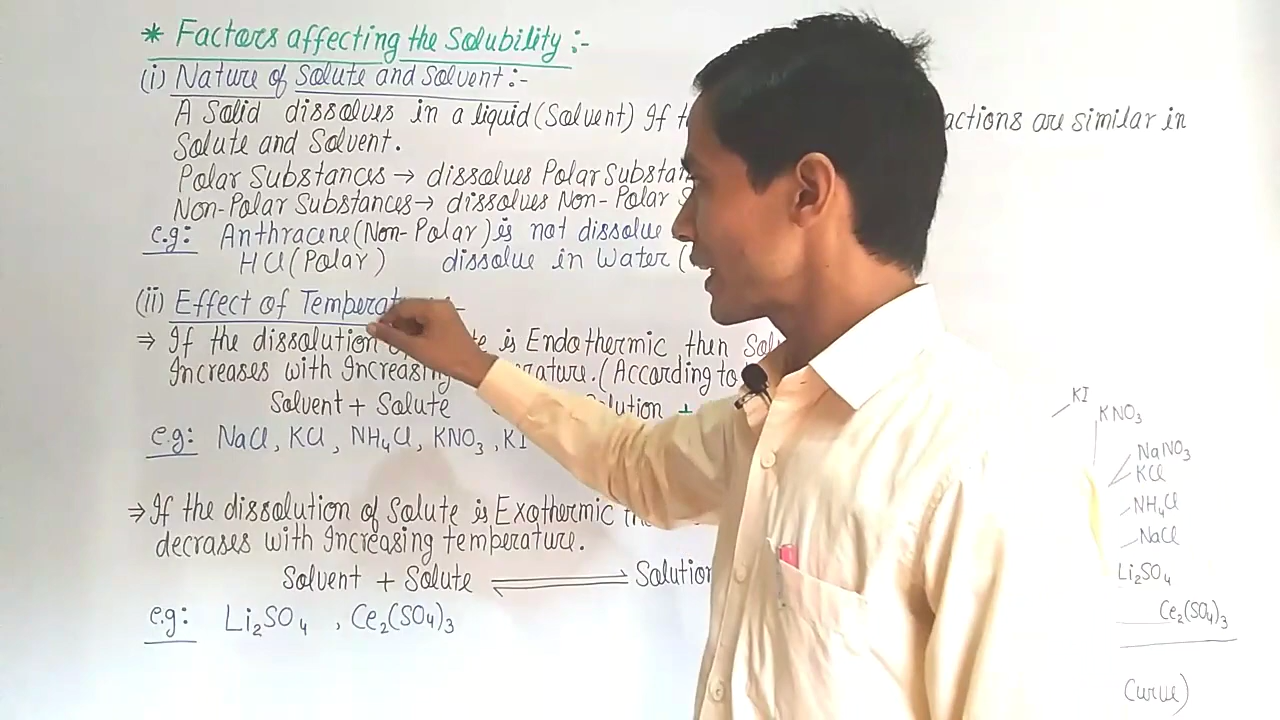 * Factors affecting the Solubility :-
(i) Nature of Solute and Solvent :-
A Solid dissolves in a liquid (Solvent) If actions are similar in
Solute and Solvent.
Polar Substances → dissolves Polar
Non-Polar Substances → dissolves Non-Polar
e.g: Anthracene (Non-Polar) is not dissolve
HCl (Polar) dissolve in Water (
(ii) Effect of
⇒ If the dissolution is Endothermic then
Increases with Increasing (According to
Solvent + Solute +
e.g: NaCl, KCl, NH₄Cl, KNO₃, KI
⇒ If the dissolution of Solute is Exothermic
decrases with Increasing temperature.
Solvent + Solute ⇌ Solution
e.g: Li₂SO₄, Ce₂(SO₄)₃
KI
KNO₃
NaNO₃
KCl
NH₄Cl
NaCl
Li₂SO₄
Ce₂(SO₄)₃
Curve)